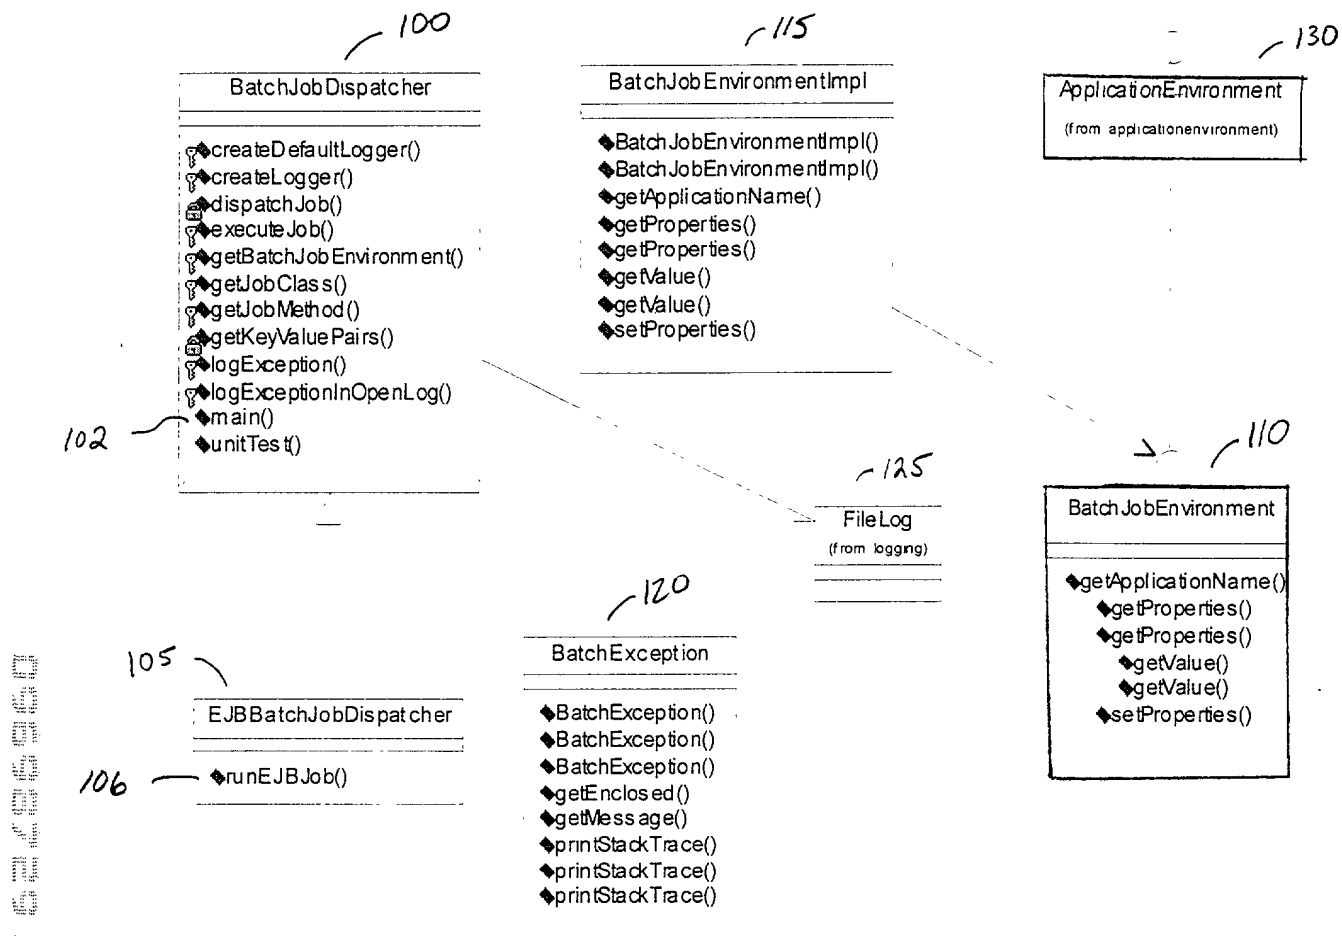 100
BatchJobDispatcher
createDefaultLogger()
createLogger()
dispatchJob()
executeJob()
getBatchJobEnvironment()
getJobClass()
getJobMethod()
getKeyValuePairs()
logException()
logExceptionInOpenLog()
main()
unitTest()
102
115
BatchJobEnvironmentImpl
BatchJobEnvironmentImpl()
BatchJobEnvironmentImpl()
getApplicationName()
getProperties()
getProperties()
getValue()
getValue()
setProperties()
130
ApplicationEnvironment
(from applicationenvironment)
125
FileLog
(from logging)
110
BatchJobEnvironment
getApplicationName()
getProperties()
getProperties()
getValue()
getValue()
setProperties()
105
EJBBatchJobDispatcher
106
runEJBJob()
120
BatchException
BatchException()
BatchException()
BatchException()
getEnclosed()
getMessage()
printStackTrace()
printStackTrace()
printStackTrace()